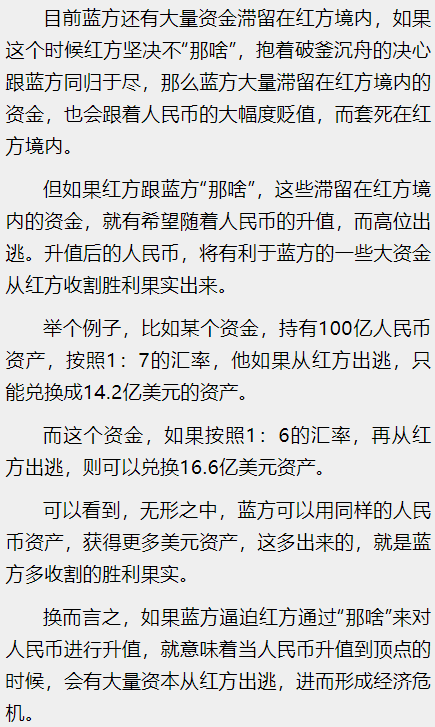 目前蓝方还有大量资金滞留在红方境内，如果
这个时候红方坚决不“那啥”，抱着破釜沉舟的决心
跟蓝方同归于尽，那么蓝方大量滞留在红方境内的
资金，也会跟着人民币的大幅度贬值，而套死在红
方境内。
但如果红方跟蓝方“那啥”，这些滞留在红方境
内的资金，就有希望随着人民币的升值，而高位出
逃。升值后的人民币，将有利于蓝方的一些大资金
从红方收割胜利果实出来。
举个例子，比如某个资金，持有100亿人民币
资产，按照1：7的汇率，他如果从红方出逃，只
能兑换成14.2亿美元的资产。
而这个资金，如果按照1：6的汇率，再从红
方出逃，则可以兑换16.6亿美元资产。
可以看到，无形之中，蓝方可以用同样的人民
币资产，获得更多美元资产，这多出来的，就是蓝
方多收割的胜利果实。
换而言之，如果蓝方逼迫红方通过“那啥”来对
人民币进行升值，就意味着当人民币升值到顶点的
时候，会有大量资本从红方出逃，进而形成经济危
机。